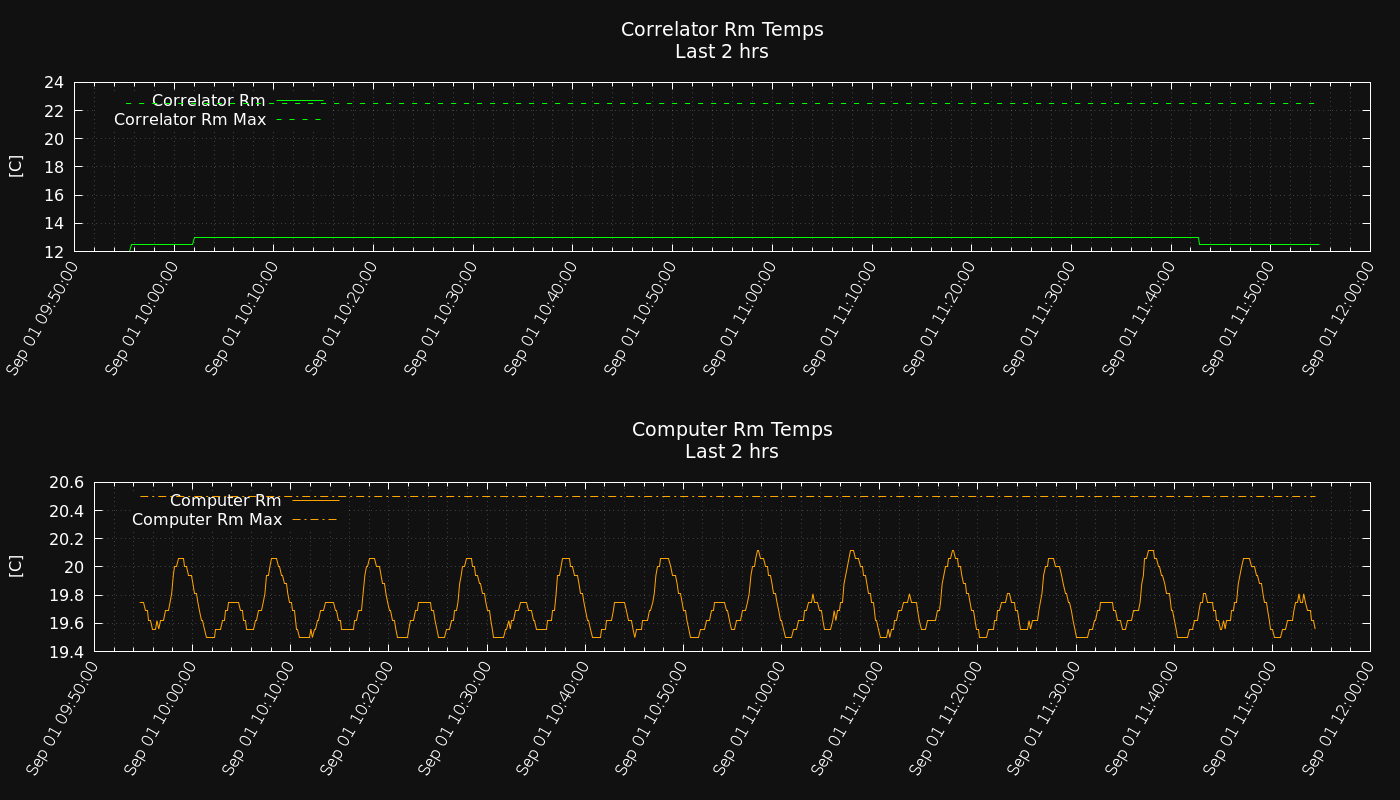 Correlator Rm Temps
Last 2 hrs
24
22
20
18
16
14
12
[C]
Correlator Rm
Correlator Rm Max
Sep 01 09:50:00
Sep 01 10:00:00
Sep 01 10:10:00
Sep 01 10:20:00
Sep 01 10:30:00
Sep 01 10:40:00
Sep 01 10:50:00
Sep 01 11:00:00
Sep 01 11:10:00
Sep 01 11:20:00
Sep 01 11:30:00
Sep 01 11:40:00
Sep 01 11:50:00
Sep 01 12:00:00
Computer Rm Temps
Last 2 hrs
20.6
20.4
20.2
20
19.8
19.6
19.4
[C]
Computer Rm
Computer Rm Max
Sep 01 09:50:00
Sep 01 10:00:00
Sep 01 10:10:00
Sep 01 10:20:00
Sep 01 10:30:00
Sep 01 10:40:00
Sep 01 10:50:00
Sep 01 11:00:00
Sep 01 11:10:00
Sep 01 11:20:00
Sep 01 11:30:00
Sep 01 11:40:00
Sep 01 11:50:00
Sep 01 12:00:00